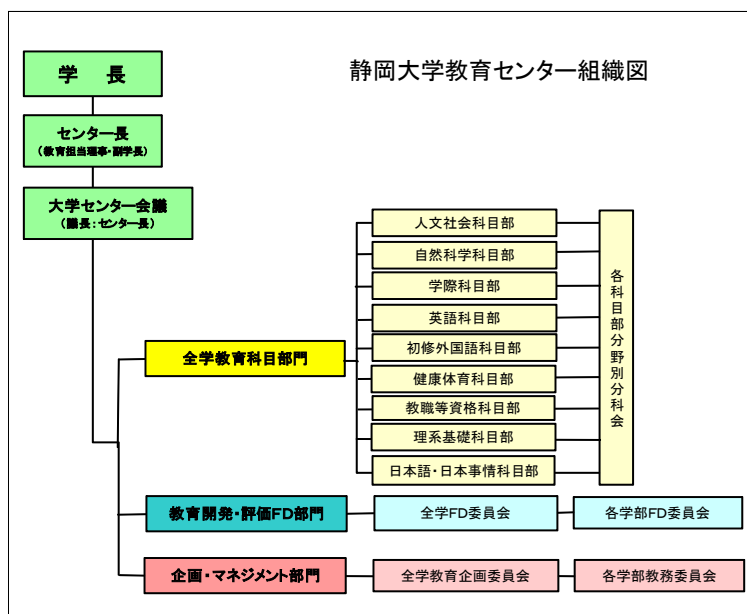 静岡大学教育センター組織図
学　長
センター長
（教育担当理事・副学長）
大学センター会議
（議長：センター長）
人文社会科目部
自然科学科目部
学際科目部
英語科目部
初修外国語科目部
健康体育科目部
教職等資格科目部
理系基礎科目部
日本語・日本事情科目部
各科目部分野別分科会
全学教育科目部門
教育開発・評価FD部門
全学FD委員会
各学部FD委員会
企画・マネジメント部門
全学教育企画委員会
各学部教務委員会